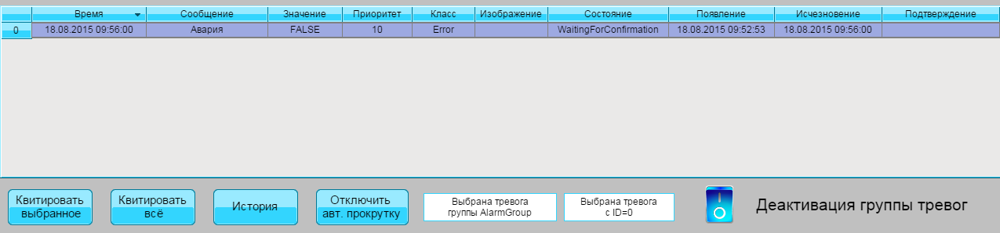 Время Сообщение Значение Приоритет Класс Изображение Состояние Появление Исчезновение Подтверждение
0 18.08.2015 09:56:00 Авария FALSE 10 Error WaitingForConfirmation 18.08.2015 09:52:53 18.08.2015 09:56:00
Квитировать
выбранное
Квитировать
всё
История
Отключить
авт. прокрутку
Выбрана тревога
группы AlarmGroup
Выбрана тревога
с ID=0
Деактивация группы тревог